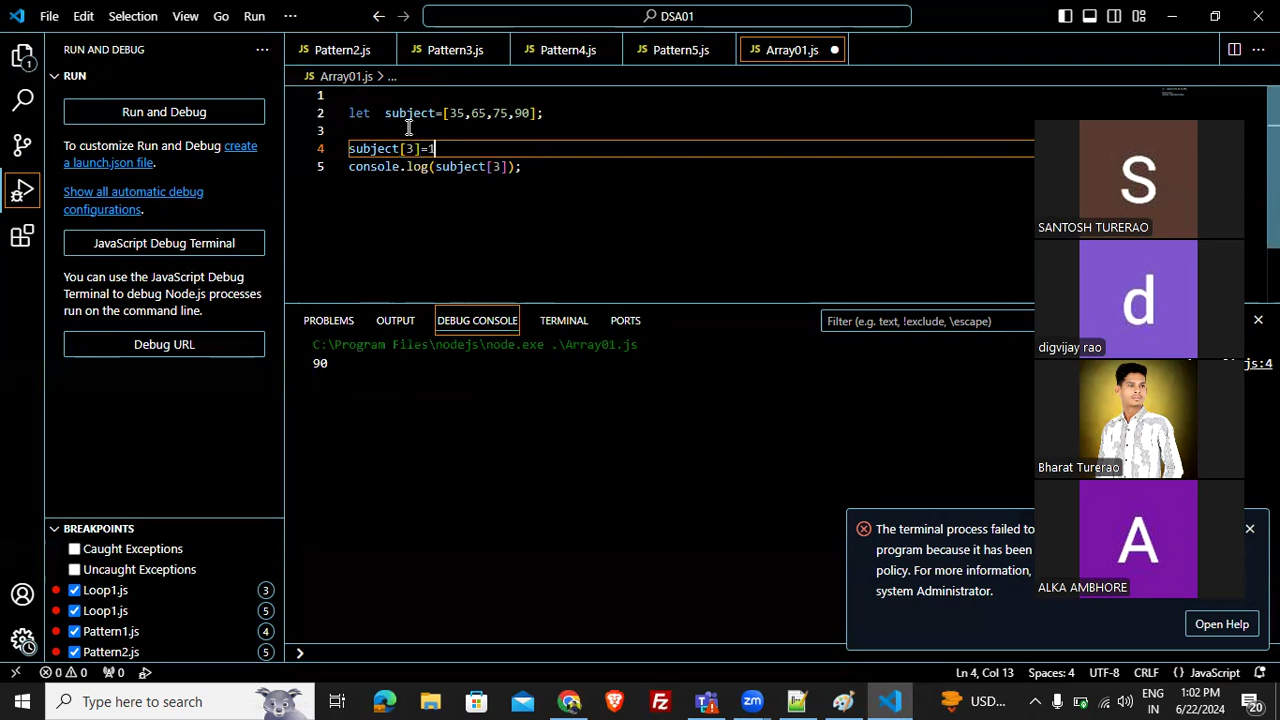 File Edit Selection View Go Run ··· DSA01
RUN AND DEBUG ···
RUN
Run and Debug
To customize Run and Debug create
a launch.json file.
Show all automatic debug
configurations.
JavaScript Debug Terminal
You can use the JavaScript Debug
Terminal to debug Node.js processes
run on the command line.
Debug URL
BREAKPOINTS
Caught Exceptions
Uncaught Exceptions
Loop1.js 3
Loop1.js 5
Pattern1.js 4
Pattern2.js 5
JS Pattern2.js JS Pattern3.js JS Pattern4.js JS Pattern5.js JS Array01.js
JS Array01.js > ...
1
2 let subject=[35,65,75,90];
3
4 subject[3]=1
5 console.log(subject[3]);
PROBLEMS OUTPUT DEBUG CONSOLE TERMINAL PORTS Filter (e.g. text, !exclude, \escape)
C:\Program Files\nodejs\node.exe .\Array01.js
90 js:4
S
SANTOSH TURERAO
d
digvijay rao
Bharat Turerao
A
ALKA AMBHORE
The terminal process failed to
program because it has been
policy. For more information,
system Administrator.
Open Help
0 0 0 Ln 4, Col 13 Spaces: 4 UTF-8 CRLF {} JavaScript
Type here to search zm USD... ENG IN 1:02 PM 6/22/2024 20